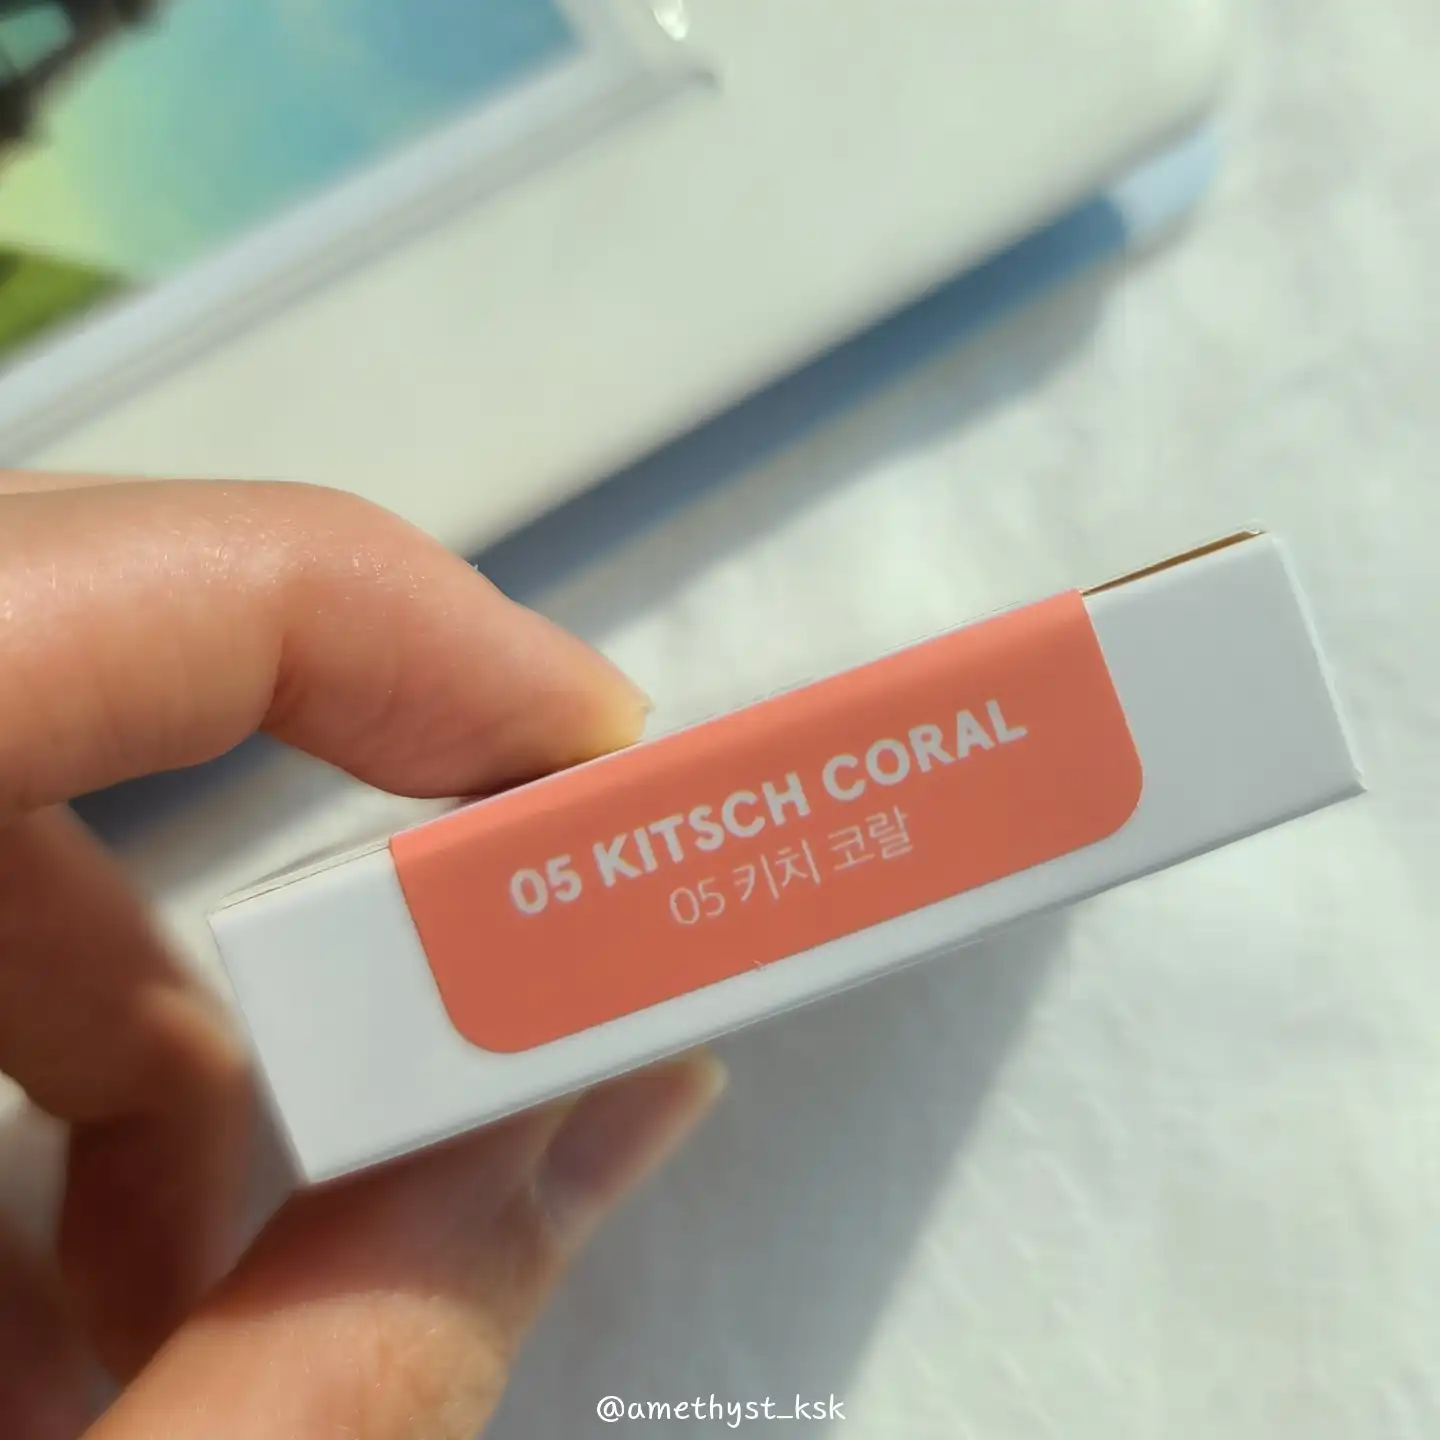 05 KITSCH CORAL
05 키치 코랄
@amethyst_ksk